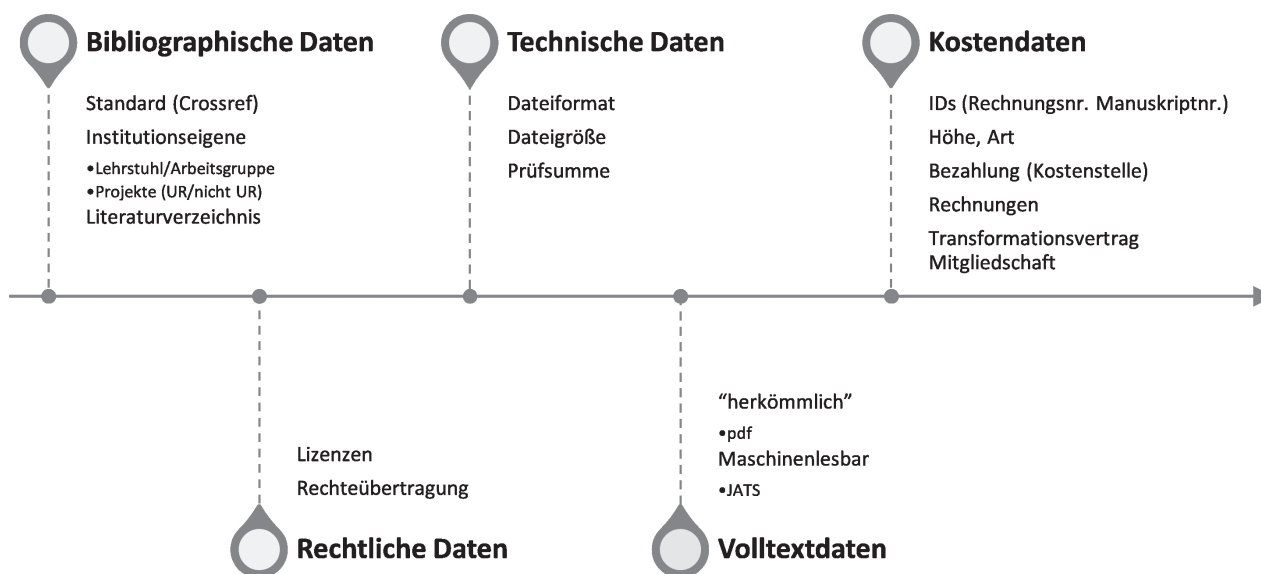 Bibliographische Daten
Standard (Crossref)
Institutionseigene
•Lehrstuhl/Arbeitsgruppe
•Projekte (UR/nicht UR)
Literaturverzeichnis
Technische Daten
Dateiformat
Dateigröße
Prüfsumme
Kostendaten
IDs (Rechnungsnr. Manuskriptnr.)
Höhe, Art
Bezahlung (Kostenstelle)
Rechnungen
Transformationsvertrag
Mitgliedschaft
Lizenzen
Rechteübertragung
Rechtliche Daten
“herkömmlich”
•pdf
Maschinenlesbar
•JATS
Volltextdaten